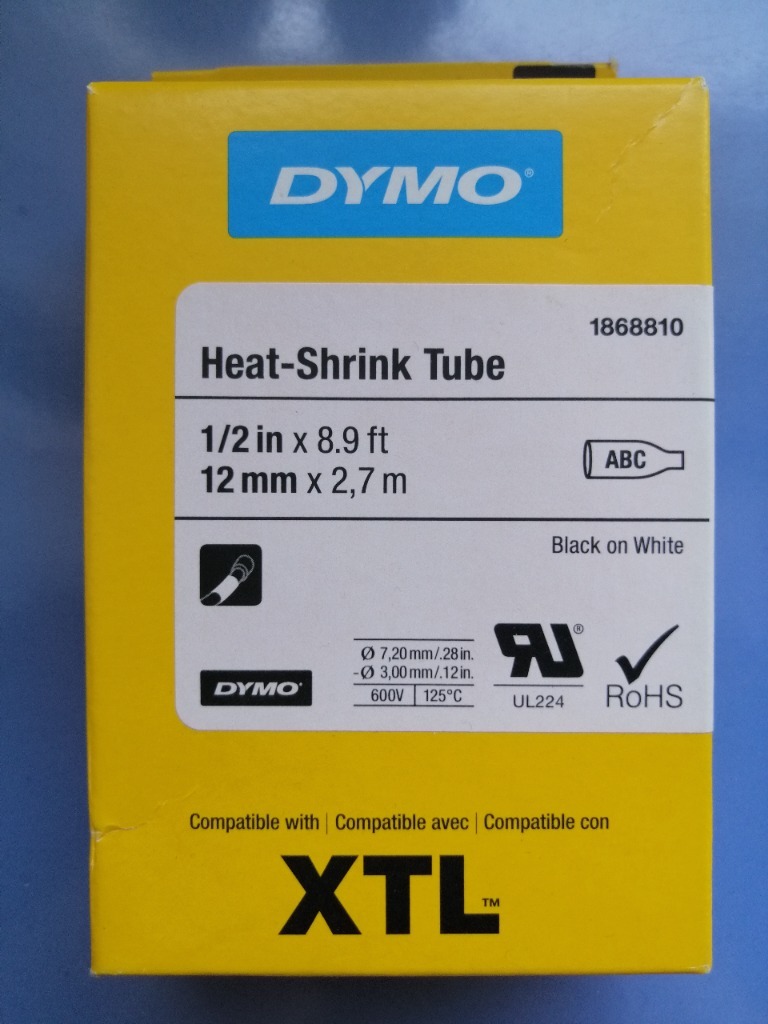 DYMO®
1868810
Heat-Shrink Tube
1/2 in x 8.9 ft
12 mm x 2,7 m
ABC
Black on White
DYMO
Ø 7,20 mm/.28 in.
-Ø 3,00 mm/.12 in.
600V 125°C
RU®
UL224
RoHS
Compatible with | Compatible avec | Compatible con
XTL™